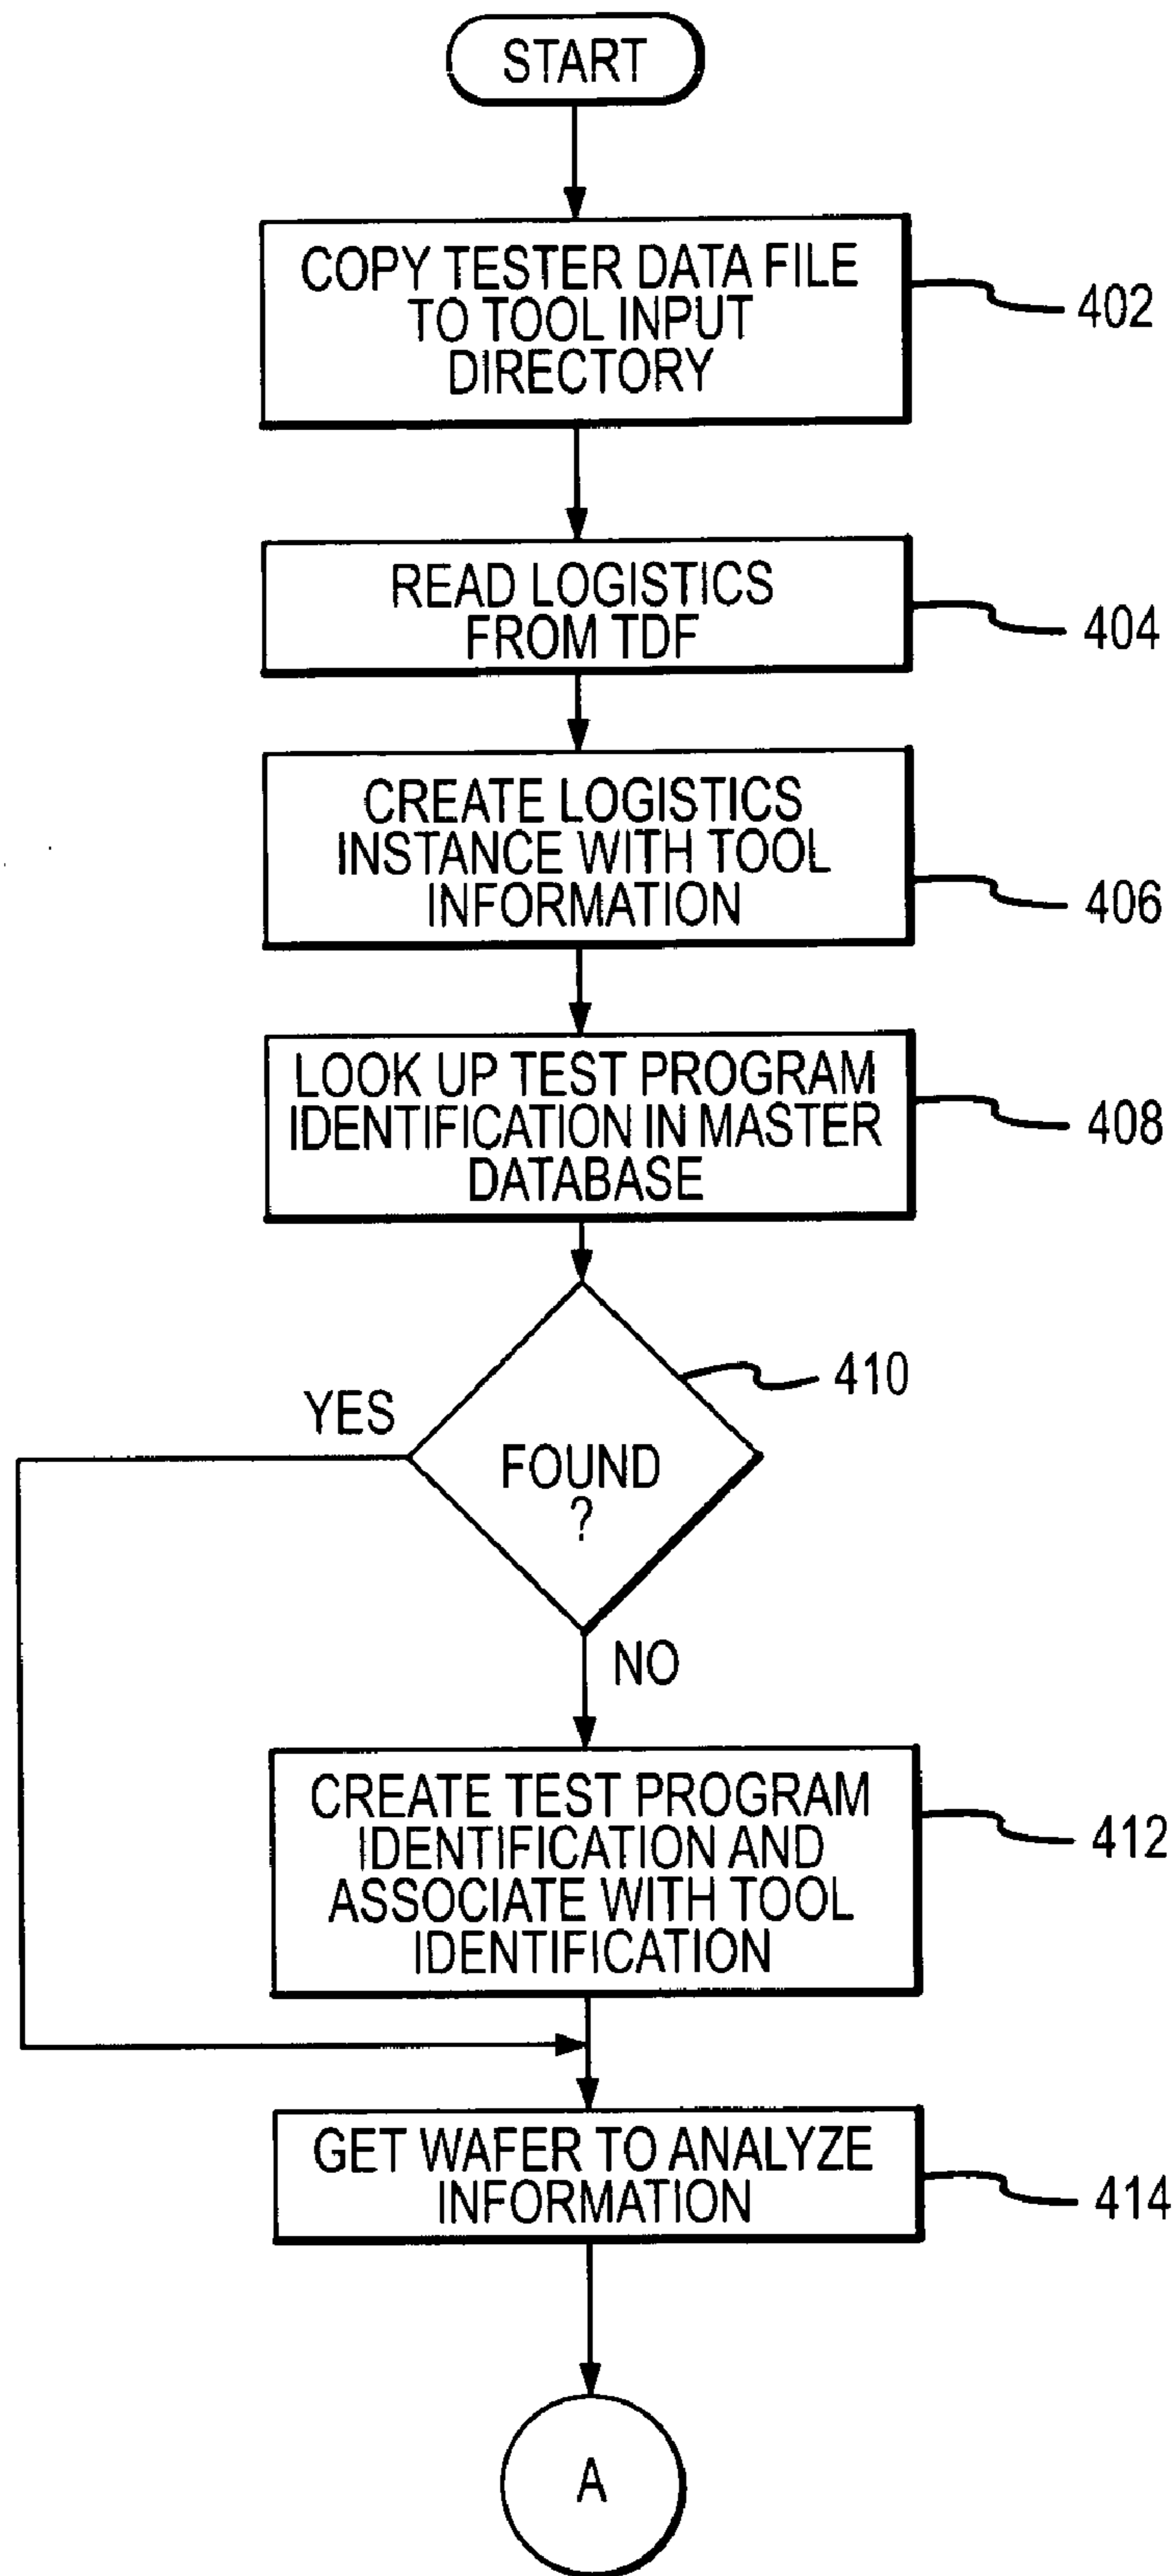 START
COPY TESTER DATA FILE
TO TOOL INPUT
DIRECTORY
402
READ LOGISTICS
FROM TDF
404
CREATE LOGISTICS
INSTANCE WITH TOOL
INFORMATION
406
LOOK UP TEST PROGRAM
IDENTIFICATION IN MASTER
DATABASE
408
410
YES
FOUND
?
NO
CREATE TEST PROGRAM
IDENTIFICATION AND
ASSOCIATE WITH TOOL
IDENTIFICATION
412
GET WAFER TO ANALYZE
INFORMATION
414
A